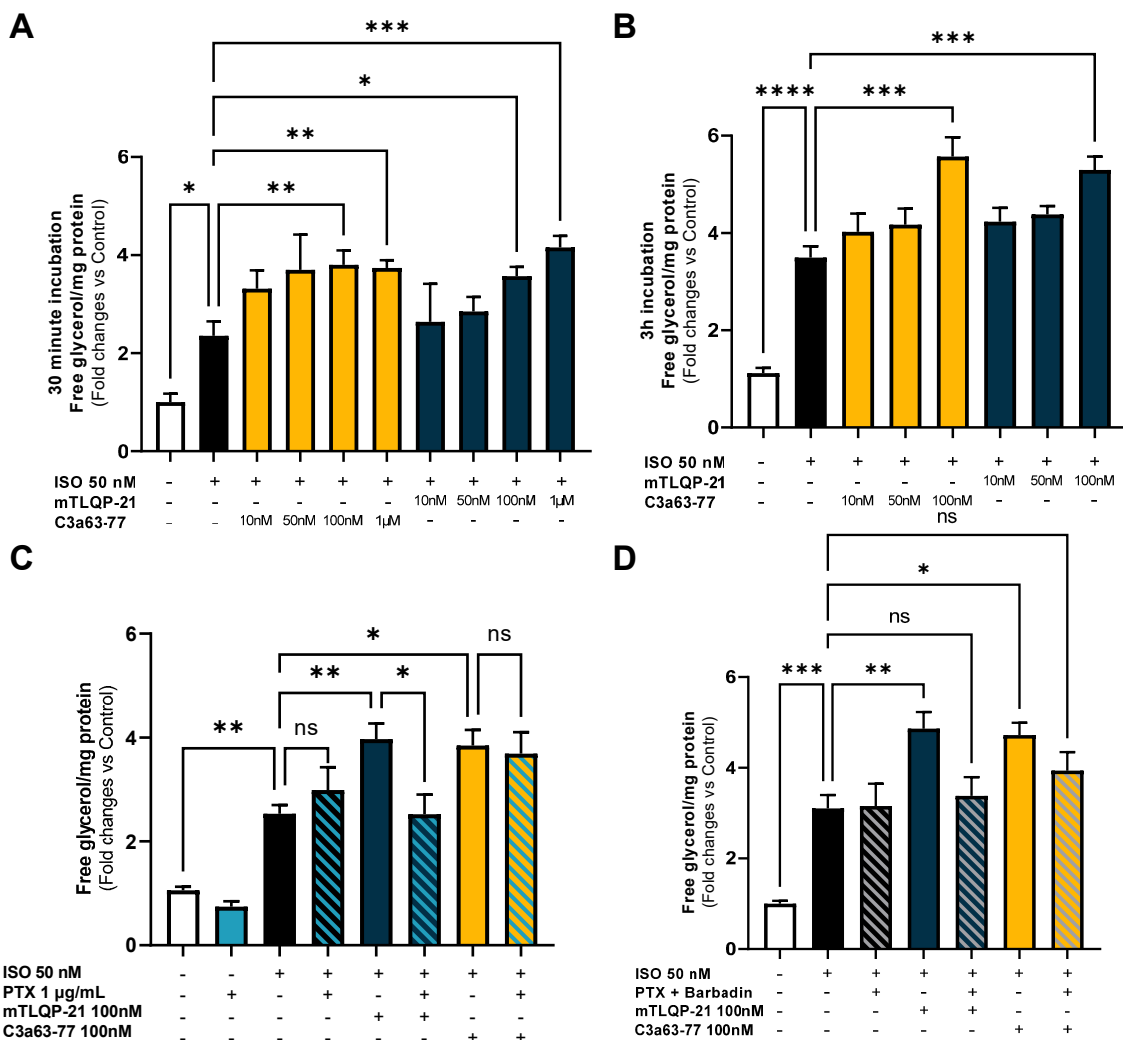 A
30 minute incubation
Free glycerol/mg protein
(Fold changes vs Control)
6
4
2
0
*
**
**
*
***
ISO 50 nM - + + + + + + + + +
mTLQP-21 - - - - - - 10nM 50nM 100nM 1µM
C3a63-77 - - 10nM 50nM 100nM 1µM - - - -
B
3h incubation
Free glycerol/mg protein
(Fold changes vs Control)
6
4
2
0
****
***
***
ISO 50 nM - + + + + + + +
mTLQP-21 - - - - - 10nM 50nM 100nM
C3a63-77 - - 10nM 50nM 100nM - - -
C
Free glycerol/mg protein
(Fold changes vs Control)
6
4
2
0
**
ns
**
*
*
ns
ISO 50 nM - - + + + + + +
PTX 1 µg/mL - + - + - + - +
mTLQP-21 100nM - - - - + + - -
C3a63-77 100nM - - - - - - + +
D
Free glycerol/mg protein
(Fold changes vs Control)
6
4
2
0
***
**
ns
*
ns
ISO 50 nM - + + + + + +
PTX + Barbadin - - + - + - +
mTLQP-21 100nM - - - + + - -
C3a63-77 100nM - - - - - + +